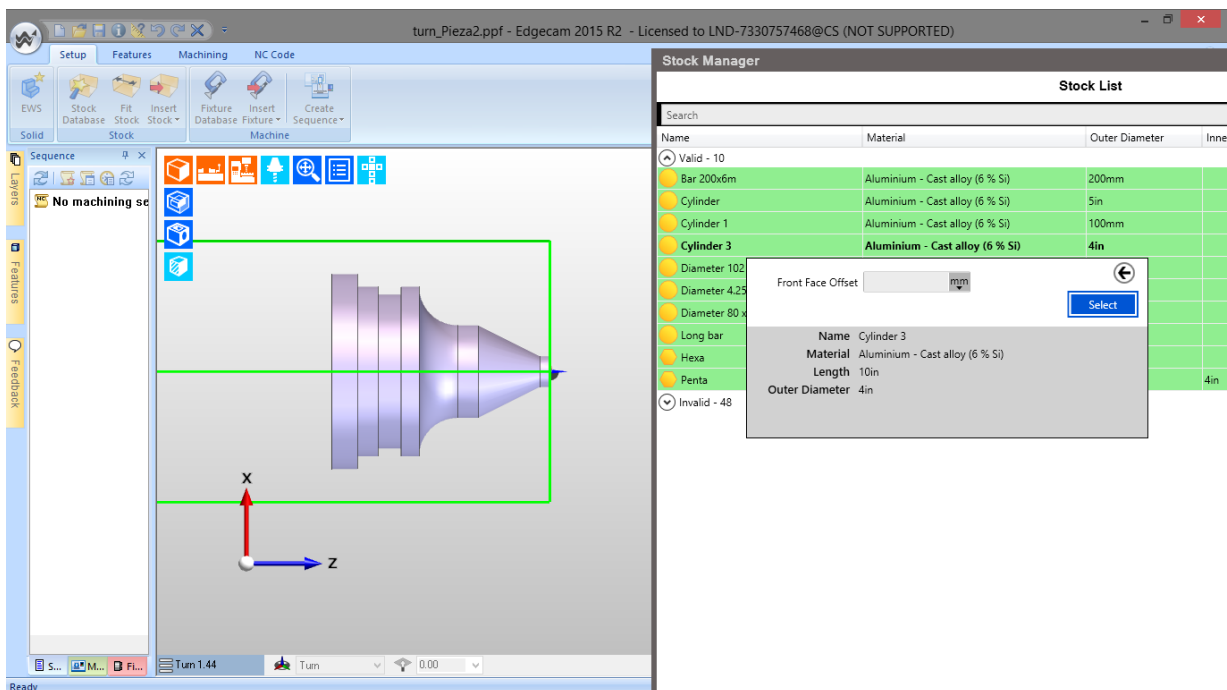 turn_Pieza2.ppf - Edgecam 2015 R2 - Licensed to LND-7330757468@CS (NOT SUPPORTED)
Setup Features Machining NC Code
EWS Stock Database Fit Stock Insert Stock Fixture Database Insert Fixture Create Sequence
Solid Stock Machine
Sequence
Layers
Features
Feedback
No machining se
X
Z
Stock Manager
Stock List
Search
Name Material Outer Diameter Inne
Valid - 10
Bar 200x6m Aluminium - Cast alloy (6 % Si) 200mm
Cylinder Aluminium - Cast alloy (6 % Si) 5in
Cylinder 1 Aluminium - Cast alloy (6 % Si) 100mm
Cylinder 3 Aluminium - Cast alloy (6 % Si) 4in
Diameter 102
Diameter 4.25
Diameter 80 x
Long bar
Hexa
Penta 4in
Invalid - 48
Front Face Offset mm
Select
Name Cylinder 3
Material Aluminium - Cast alloy (6 % Si)
Length 10in
Outer Diameter 4in
S... M... Fi... Turn 1.44 Turn 0.00
Ready